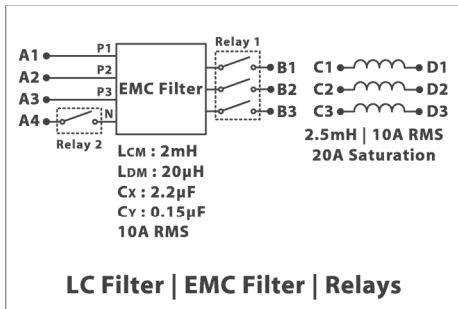 Relay 1
A1 P1 B1 C1 D1
A2 P2 EMC Filter B2 C2 D2
A3 P3 B3 C3 D3
A4 N
Relay 2
2.5mH | 10A RMS
20A Saturation
LCM : 2mH
LDM : 20µH
CX : 2.2µF
CY : 0.15µF
10A RMS
LC Filter | EMC Filter | Relays